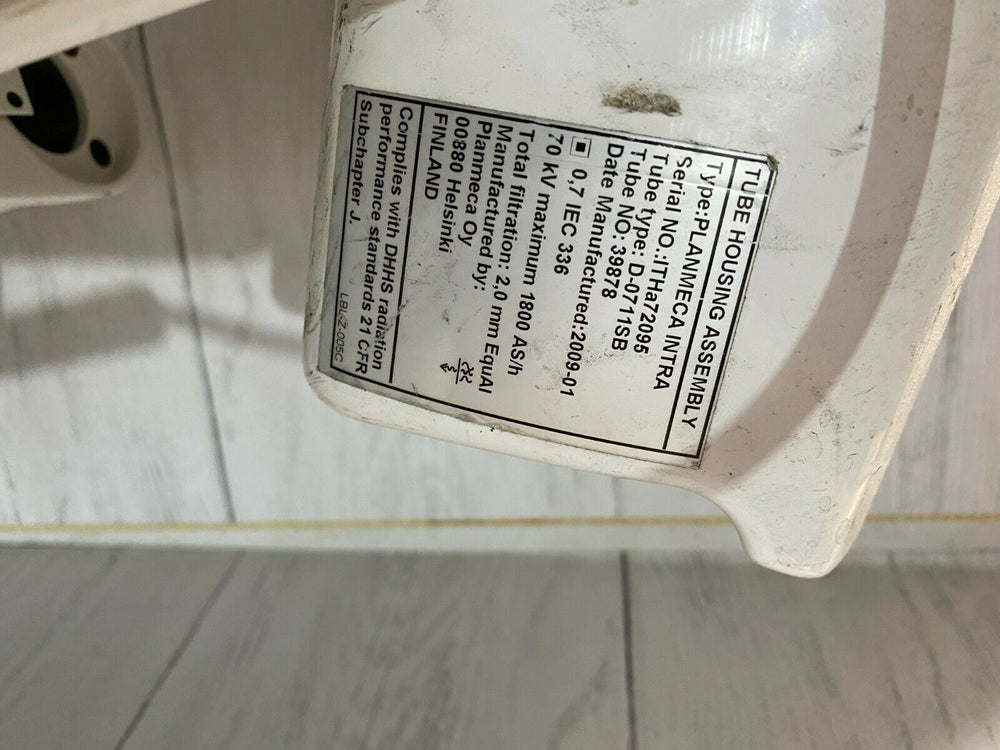 TUBE HOUSING ASSEMBLY
Type:PLANMECA INTRA
Serial NO.:ITHa72095
Tube type: D-0711SB
Tube NO: 39878
Date Manufactured:2009-01
0,7 IEC 336
70 kV maximum
Total filtration: 2,0 mm EquAl
Maximum 1800 AS/h
Manufactured by:
Planmeca Oy
00880 Helsinki
FINLAND
Complies with DHHS radiation
performance standards 21 CFR
Subchapter J.
LBL-Z-005C